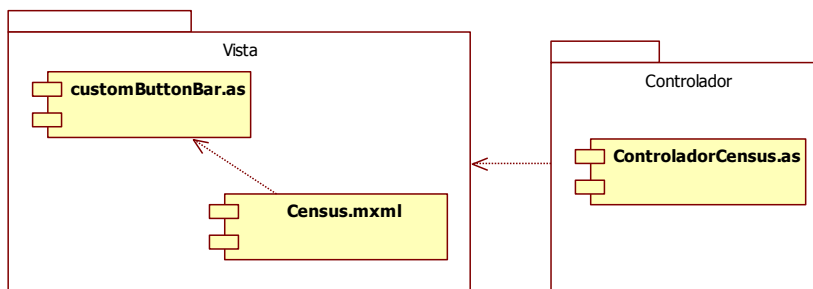 Vista
customButtonBar.as
Census.mxml
Controlador
ControladorCensus.as